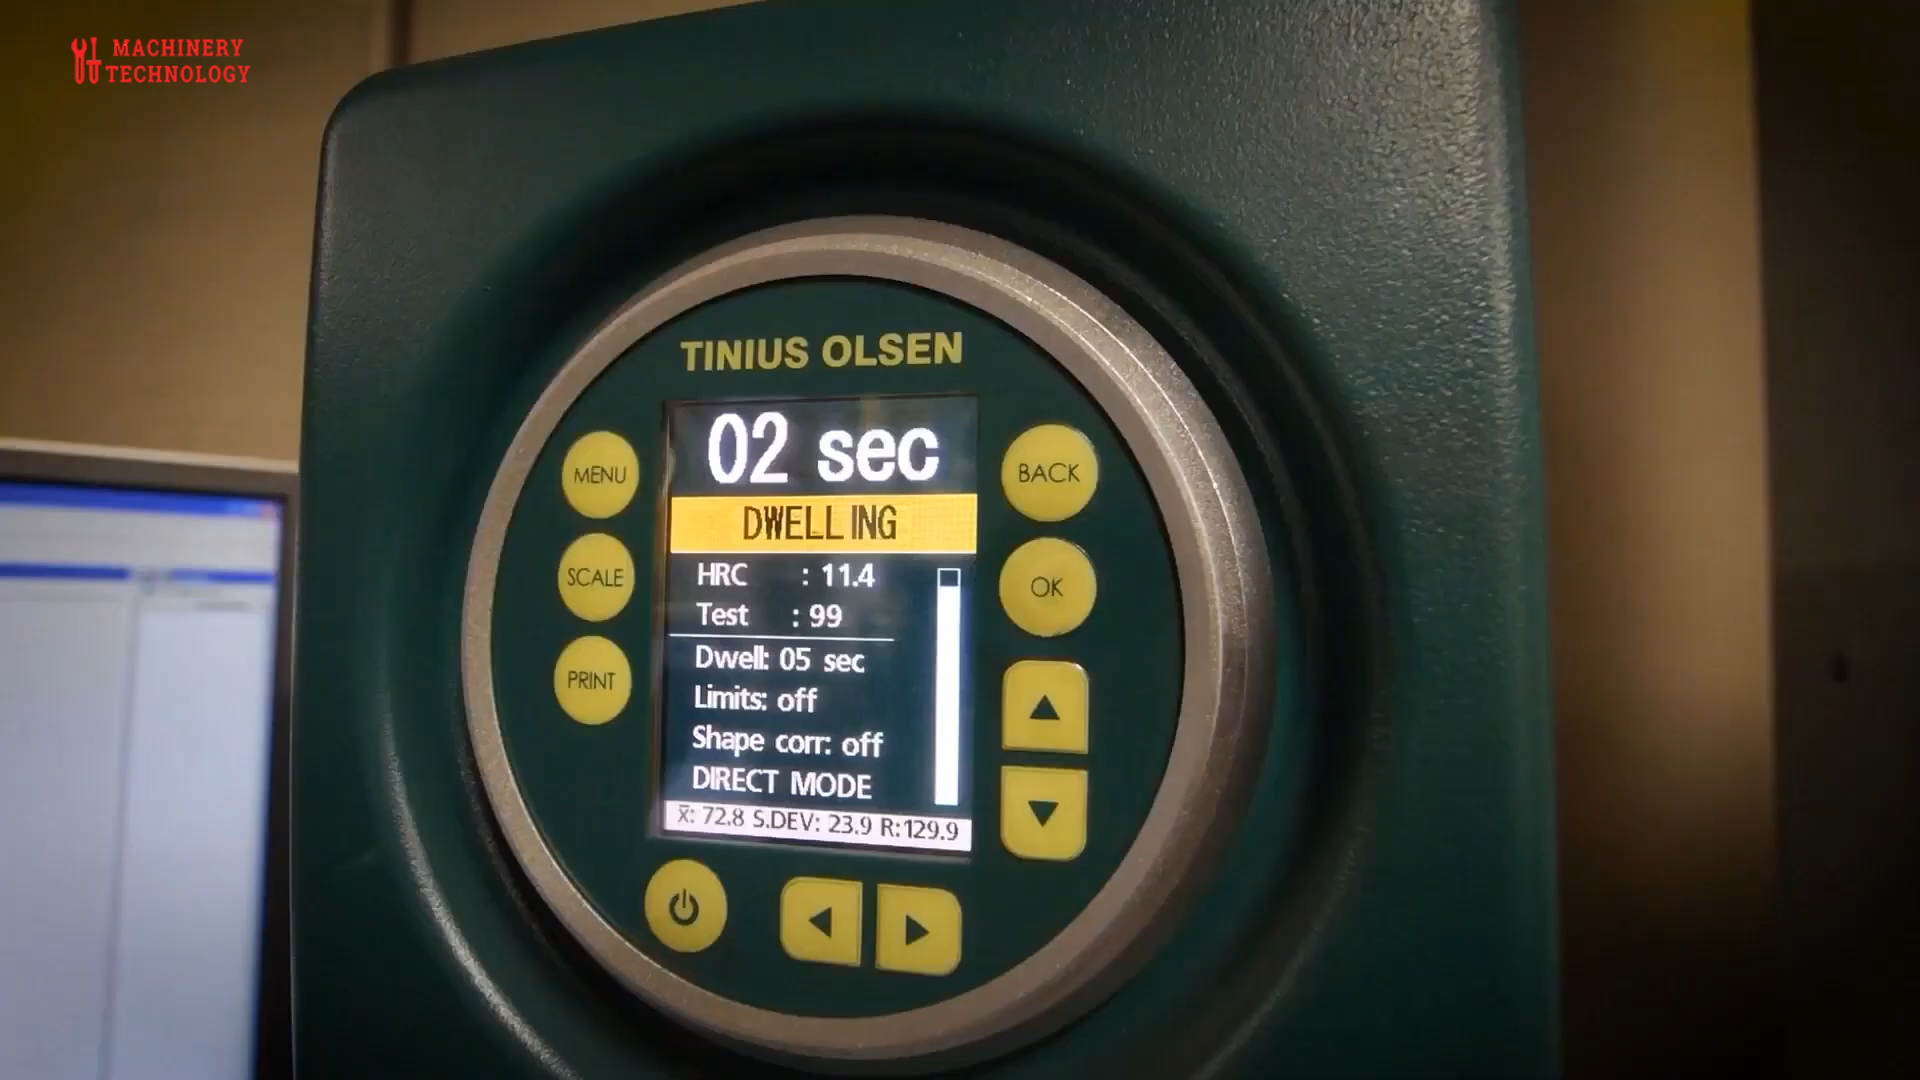 MACHINERY
TECHNOLOGY
TINIUS OLSEN
02 sec
DWELLING
HRC : 11.4
Test : 99
Dwell: 05 sec
Limits: off
Shape corr: off
DIRECT MODE
x̄: 72.8 S.DEV: 23.9 R:129.9
MENU
SCALE
PRINT
BACK
OK